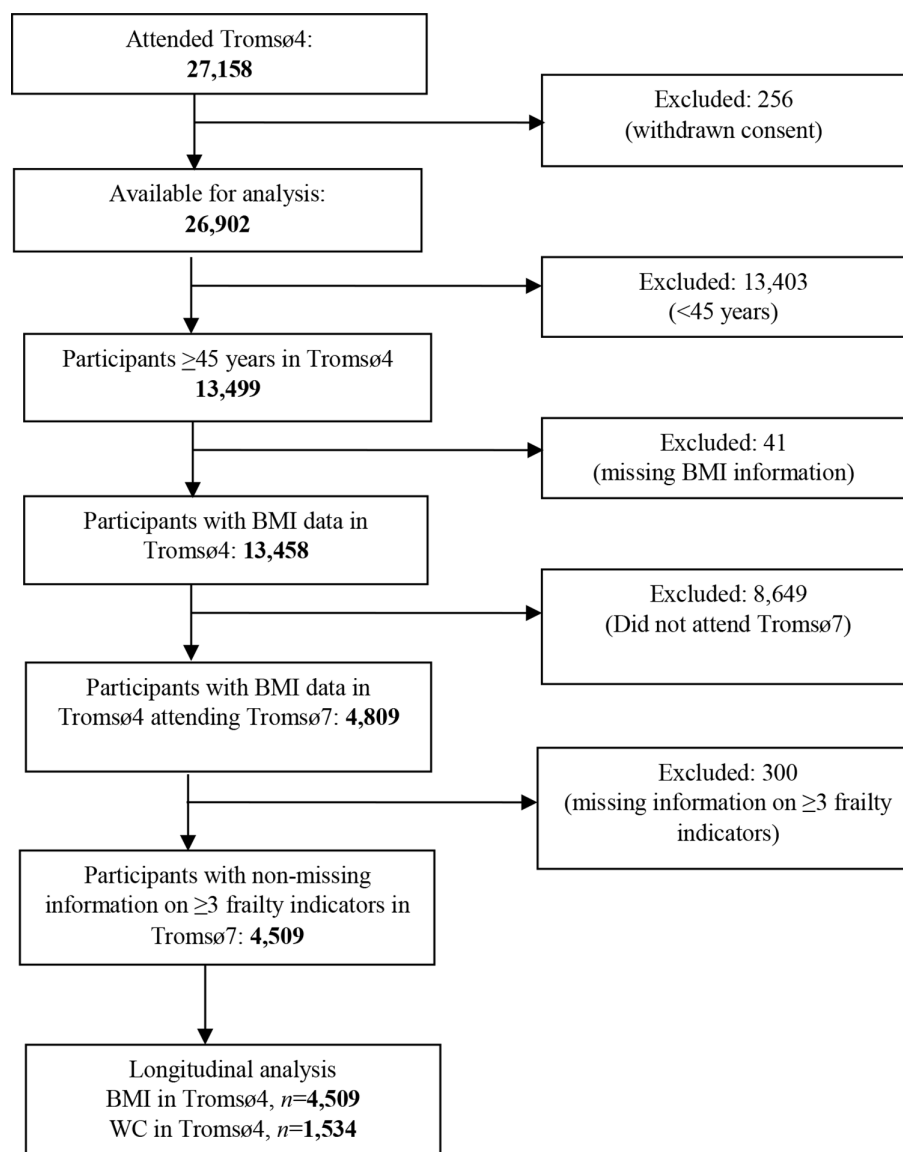 Attended Tromsø4:
27,158
Excluded: 256
(withdrawn consent)
Available for analysis:
26,902
Excluded: 13,403
(<45 years)
Participants ≥45 years in Tromsø4
13,499
Excluded: 41
(missing BMI information)
Participants with BMI data in
Tromsø4: 13,458
Excluded: 8,649
(Did not attend Tromsø7)
Participants with BMI data in
Tromsø4 attending Tromsø7: 4,809
Excluded: 300
(missing information on ≥3 frailty
indicators)
Participants with non-missing
information on ≥3 frailty indicators in
Tromsø7: 4,509
Longitudinal analysis
BMI in Tromsø4, n=4,509
WC in Tromsø4, n=1,534